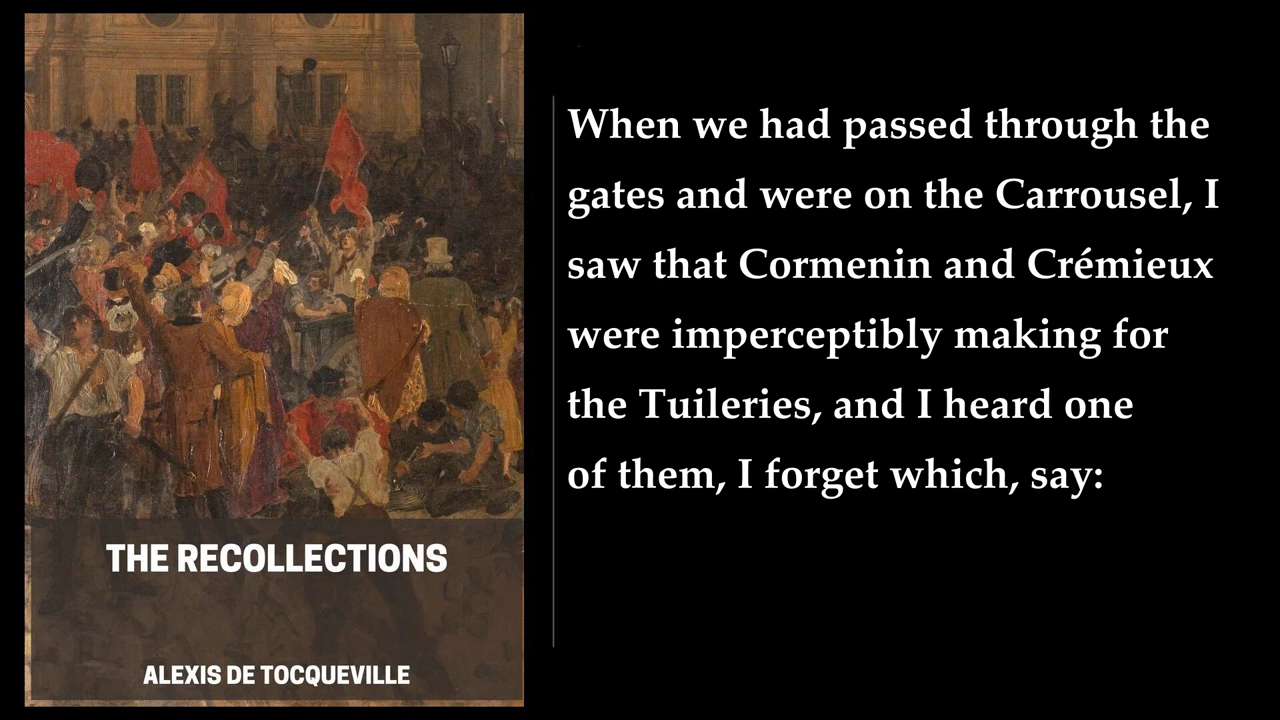 When we had passed through the
gates and were on the Carrousel, I
saw that Cormenin and Crémieux
were imperceptibly making for
the Tuileries, and I heard one
of them, I forget which, say:
THE RECOLLECTIONS
ALEXIS DE TOCQUEVILLE